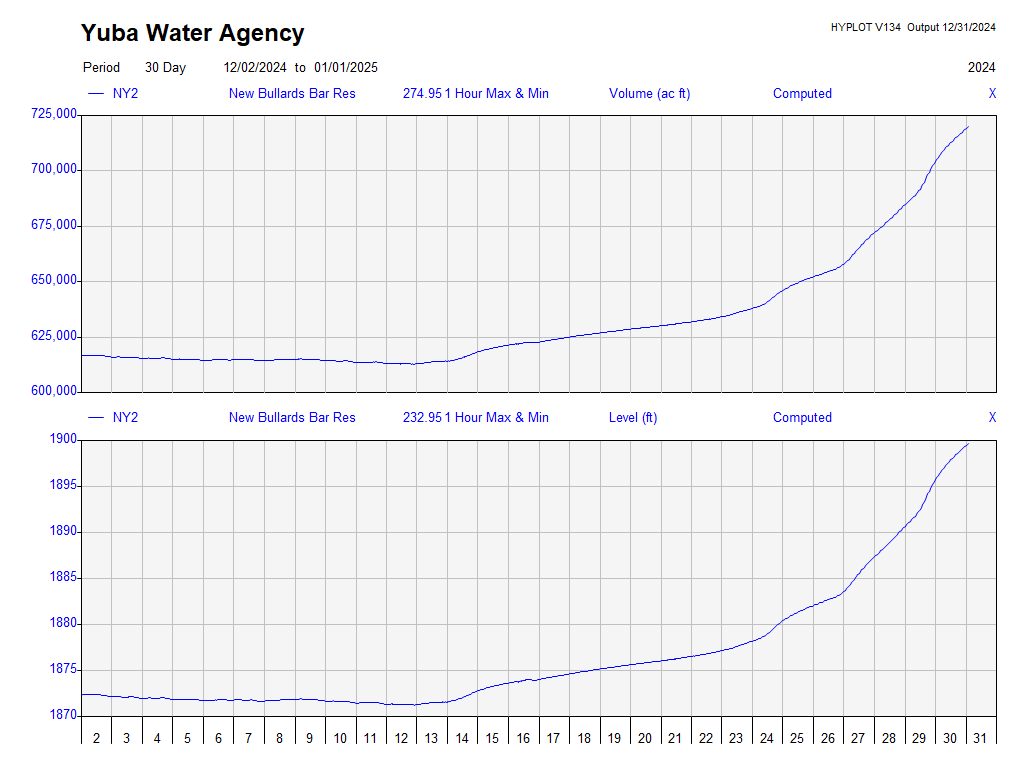 Yuba Water Agency
HYPLOT V134 Output 12/31/2024
Period 30 Day 12/02/2024 to 01/01/2025 2024
NY2 New Bullards Bar Res 274.95 1 Hour Max & Min Volume (ac ft) Computed X
725,000
700,000
675,000
650,000
625,000
600,000
NY2 New Bullards Bar Res 232.95 1 Hour Max & Min Level (ft) Computed X
1900
1895
1890
1885
1880
1875
1870
2 3 4 5 6 7 8 9 10 11 12 13 14 15 16 17 18 19 20 21 22 23 24 25 26 27 28 29 30 31